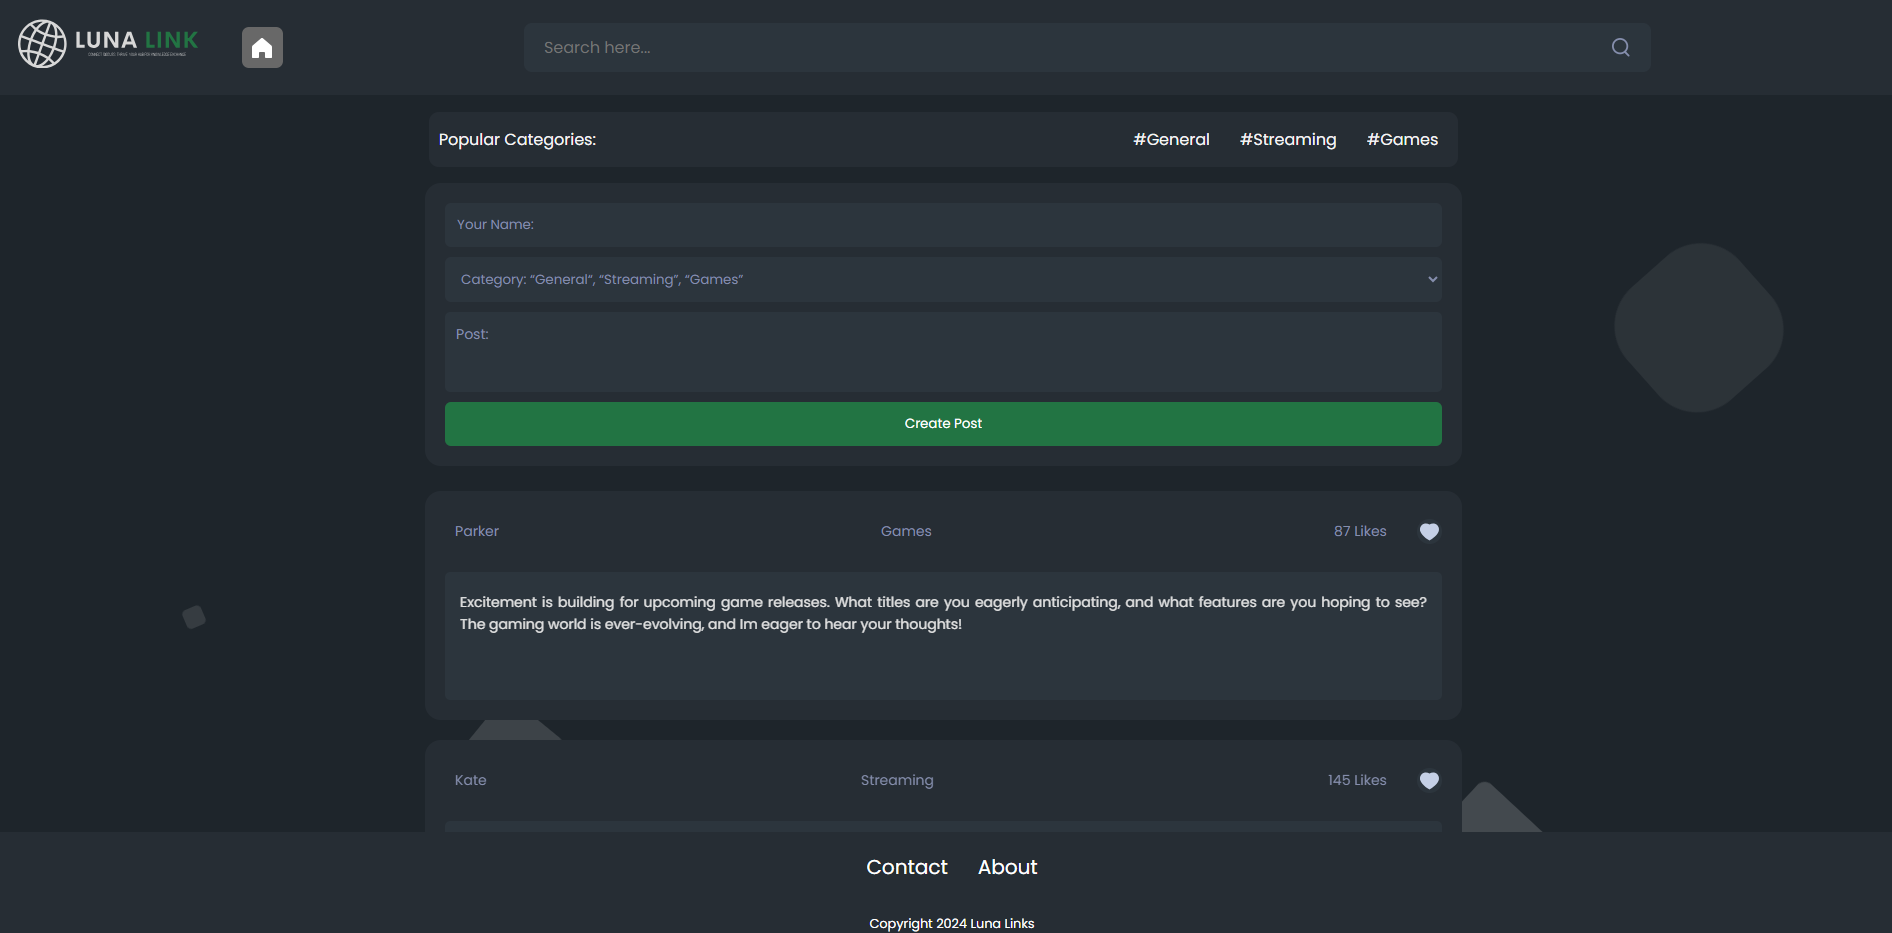 LUNA LINK
Search here...
Popular Categories:
#General #Streaming #Games
Your Name:
Category: “General”, “Streaming”, “Games”
Post:
Create Post
Parker Games 87 Likes
Excitement is building for upcoming game releases. What titles are you eagerly anticipating, and what features are you hoping to see?
The gaming world is ever-evolving, and Im eager to hear your thoughts!
Kate Streaming 145 Likes
Contact About
Copyright 2024 Luna Links